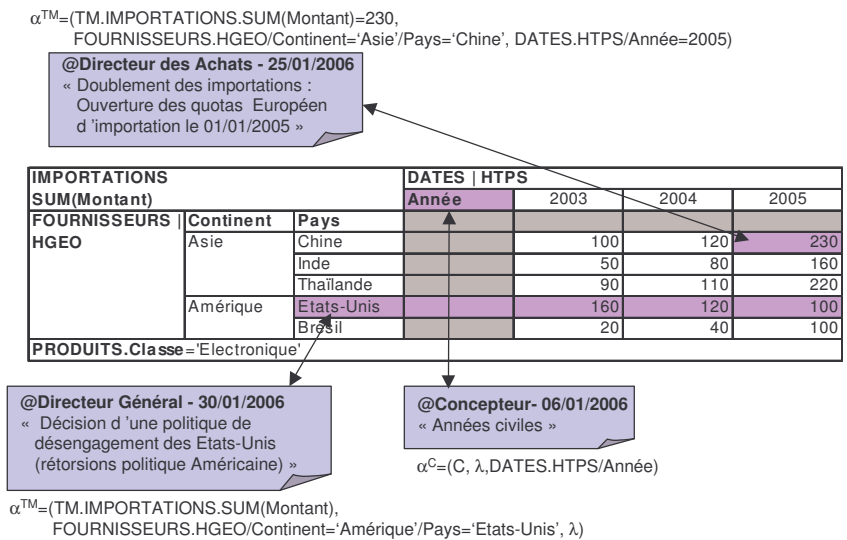 αTM=(TM.IMPORTATIONS.SUM(Montant)=230,
FOURNISSEURS.HGEO/Continent=‘Asie’/Pays=‘Chine’, DATES.HTPS/Année=2005)
@Directeur des Achats - 25/01/2006
« Doublement des importations :
Ouverture des quotas Européen
d ’importation le 01/01/2005 »
IMPORTATIONS DATES | HTPS
SUM(Montant) Année 2003 2004 2005
FOURNISSEURS | Continent Pays
HGEO Asie Chine 100 120 230
Inde 50 80 160
Thaïlande 90 110 220
Amérique Etats-Unis 160 120 100
Brésil 20 40 100
PRODUITS.Classe='Electronique'
@Directeur Général - 30/01/2006
« Décision d ’une politique de
désengagement des Etats-Unis
(rétorsions politique Américaine) »
@Concepteur- 06/01/2006
« Années civiles »
αC=(C, λ,DATES.HTPS/Année)
αTM=(TM.IMPORTATIONS.SUM(Montant),
FOURNISSEURS.HGEO/Continent=‘Amérique’/Pays=‘Etats-Unis’, λ)